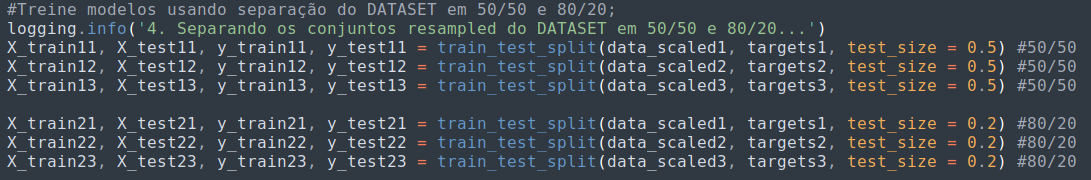 #Treine modelos usando separação do DATASET em 50/50 e 80/20;
logging.info('4. Separando os conjuntos resampled do DATASET em 50/50 e 80/20...')
X_train11, X_test11, y_train11, y_test11 = train_test_split(data_scaled1, targets1, test_size = 0.5) #50/50
X_train12, X_test12, y_train12, y_test12 = train_test_split(data_scaled2, targets2, test_size = 0.5) #50/50
X_train13, X_test13, y_train13, y_test13 = train_test_split(data_scaled3, targets3, test_size = 0.5) #50/50
X_train21, X_test21, y_train21, y_test21 = train_test_split(data_scaled1, targets1, test_size = 0.2) #80/20
X_train22, X_test22, y_train22, y_test22 = train_test_split(data_scaled2, targets2, test_size = 0.2) #80/20
X_train23, X_test23, y_train23, y_test23 = train_test_split(data_scaled3, targets3, test_size = 0.2) #80/20